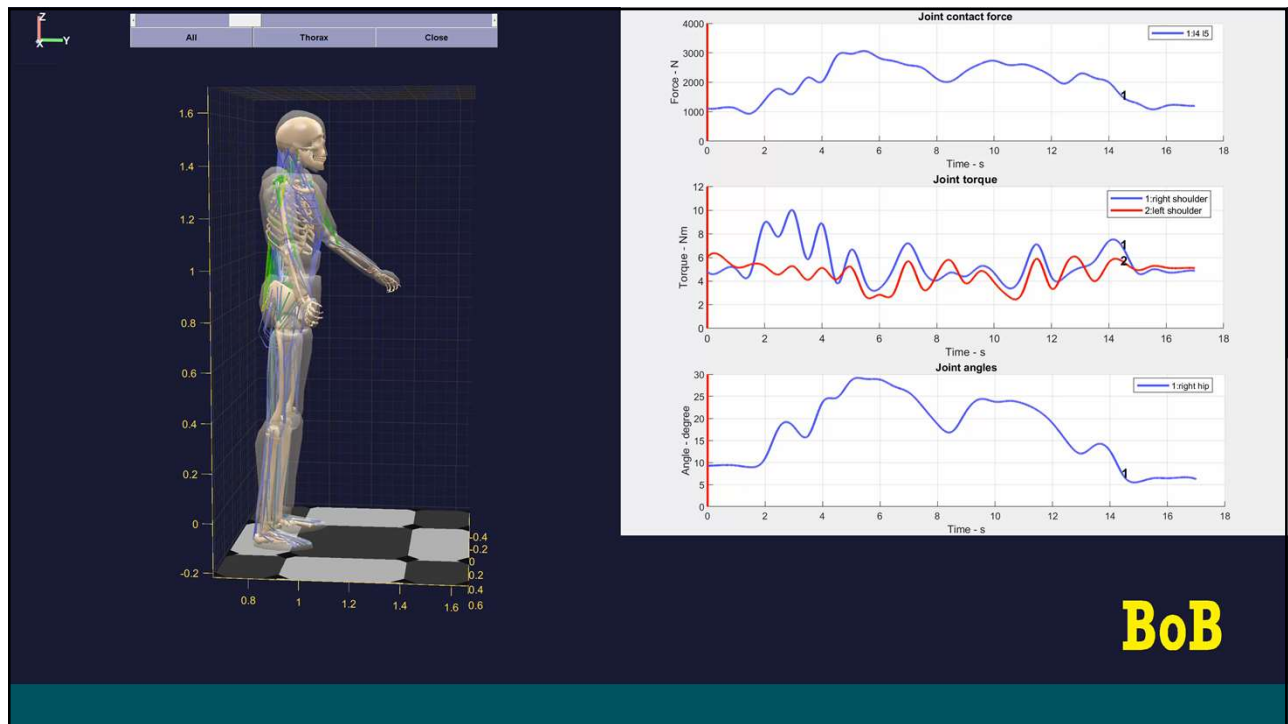 Z
Y
X
All Thorax Close
1.6
1.4
1.2
1
0.8
0.6
0.4
0.2
0
-0.2
0.8 1 1.2 1.4 1.6
-0.4
-0.2
0
0.2
0.4
0.6
Joint contact force
1:l4 l5
Force - N
4000
3000
2000
1000
0
1
0 2 4 6 8 10 12 14 16 18
Time - s
Joint torque
1:right shoulder
2:left shoulder
Torque - Nm
12
10
8
6
4
2
0
1
2
0 2 4 6 8 10 12 14 16 18
Time - s
Joint angles
1:right hip
Angle - degree
30
25
20
15
10
5
0
1
0 2 4 6 8 10 12 14 16 18
Time - s
BoB